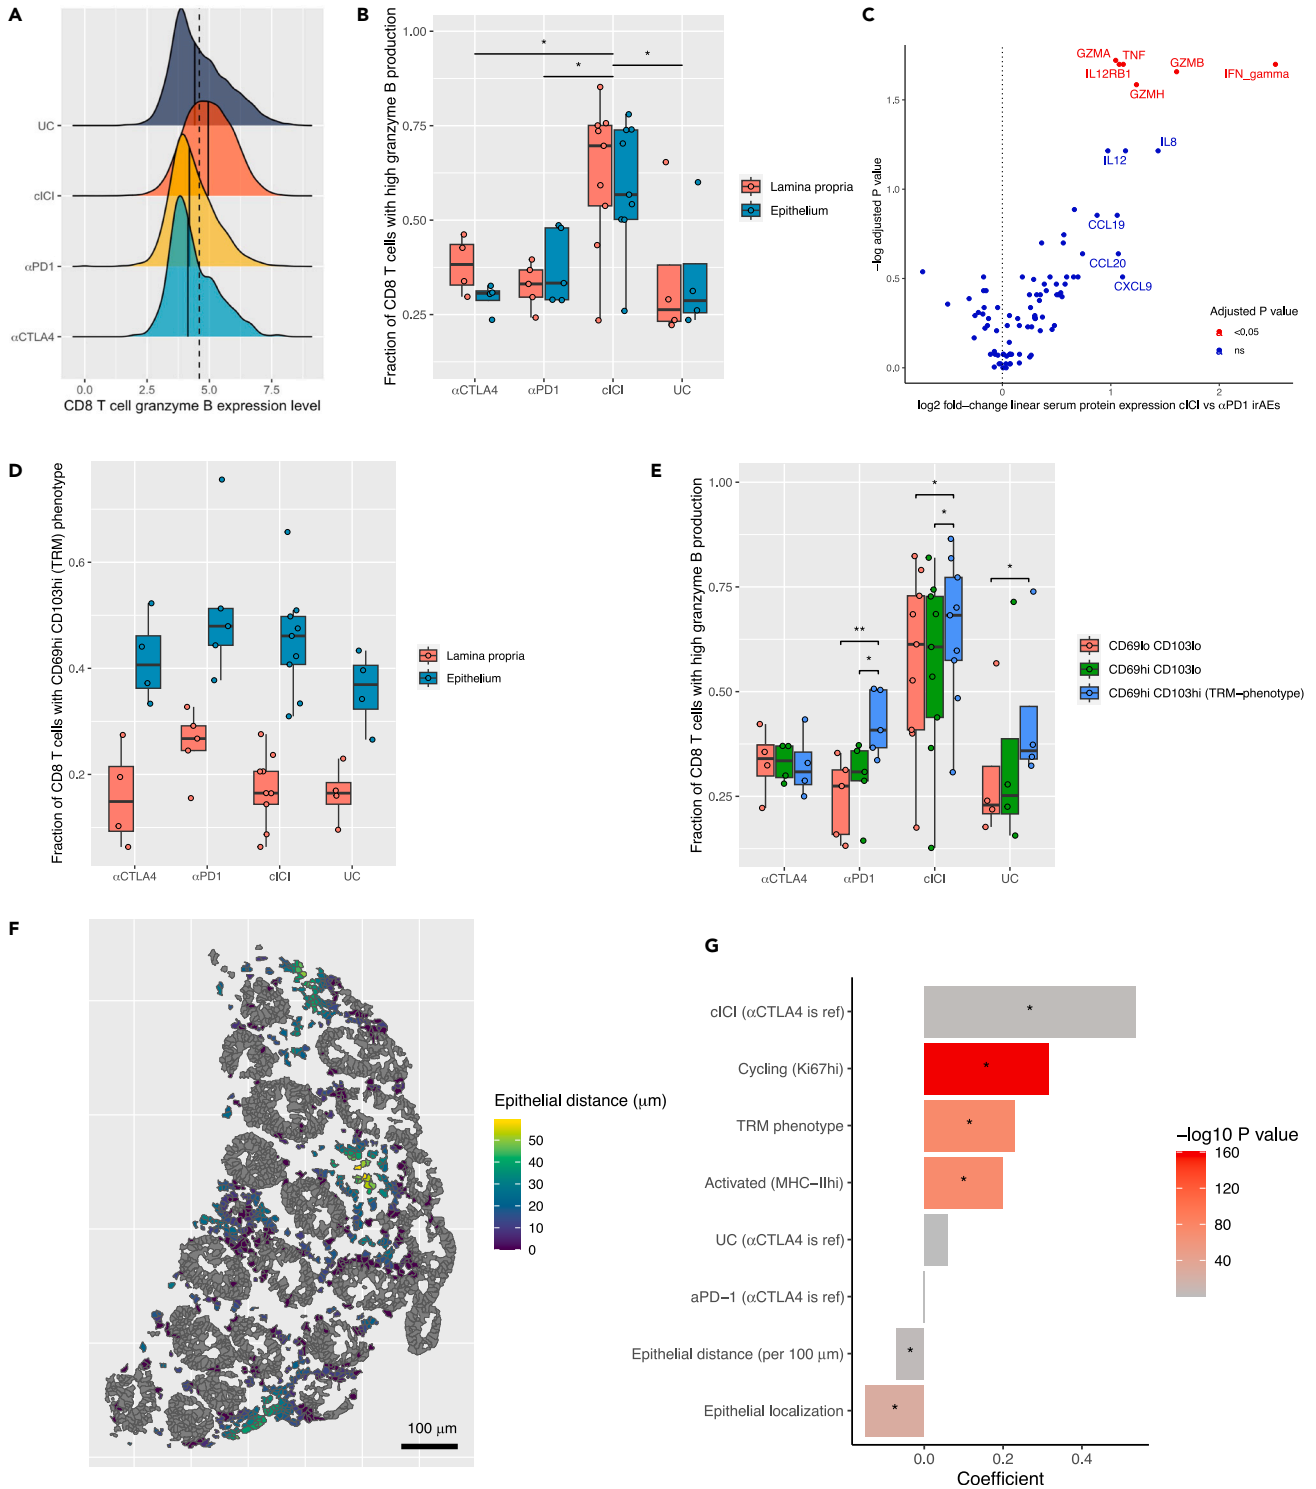 A
UC
cICI
αPD1
αCTLA4
0.0
2.5
5.0
7.5
CD8 T cell granzyme B expression level
B
Fraction of CD8 T cells with high granzyme B production
1.00
0.75
0.50
0.25
*
*
*
αCTLA4
αPD1
cICI
UC
Lamina propria
Epithelium
C
−log adjusted P value
1.5
1.0
0.5
0.0
GZMA
TNF
IL12RB1
GZMB
GZMH
IFN_gamma
IL12
IL8
CCL19
CCL20
CXCL9
Adjusted P value
<0,05
ns
0
1
2
log2 fold−change linear serum protein expression cICI vs αPD1 irAEs
D
Fraction of CD8 T cells with CD69hi CD103hi (TRM) phenotype
0.6
0.4
0.2
αCTLA4
αPD1
cICI
UC
Lamina propria
Epithelium
E
Fraction of CD8 T cells with high granzyme B production
1.00
0.75
0.50
0.25
**
*
*
*
*
αCTLA4
αPD1
cICI
UC
CD69lo CD103lo
CD69hi CD103lo
CD69hi CD103hi (TRM−phenotype)
F
100 μm
Epithelial distance (μm)
50
40
30
20
10
0
G
cICI (αCTLA4 is ref)
*
Cycling (Ki67hi)
*
TRM phenotype
*
Activated (MHC−IIhi)
*
UC (αCTLA4 is ref)
aPD−1 (αCTLA4 is ref)
Epithelial distance (per 100 μm)
*
Epithelial localization
*
0.0
0.2
0.4
Coefficient
−log10 P value
160
120
80
40